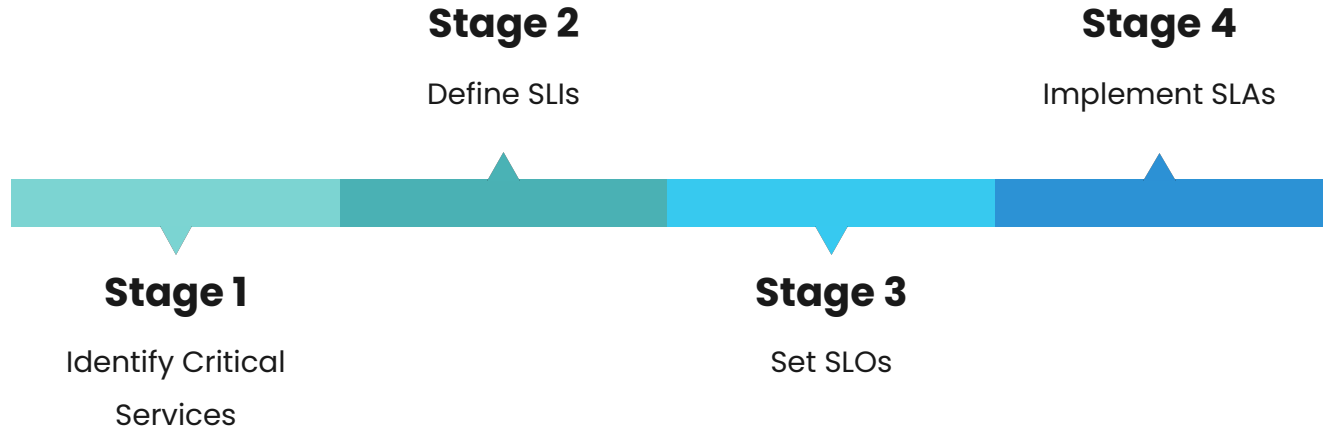 Stage 1
Identify Critical
Services
Stage 2
Define SLIs
Stage 3
Set SLOs
Stage 4
Implement SLAs